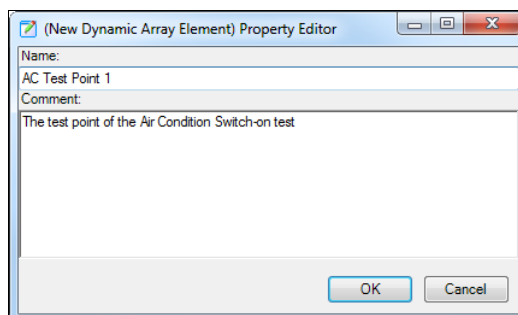 (New Dynamic Array Element) Property Editor
Name:
AC Test Point 1
Comment:
The test point of the Air Condition Switch-on test
OK
Cancel